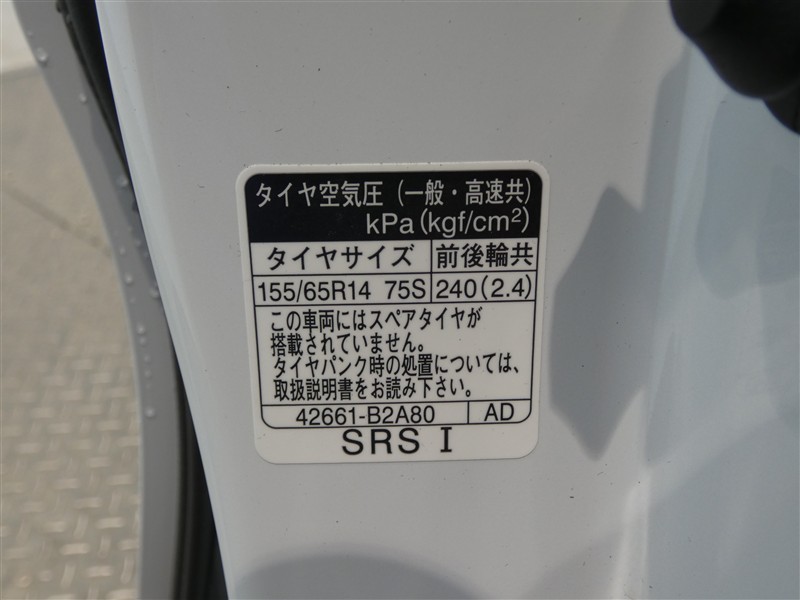 タイヤ空気圧（一般・高速共）
kPa(kgf/cm²)
タイヤサイズ 前後輪共
155/65R14 75S 240(2.4)
この車両にはスペアタイヤが
搭載されていません。
タイヤパンク時の処置については、
取扱説明書をお読み下さい。
42661-B2A80 AD
SRS I